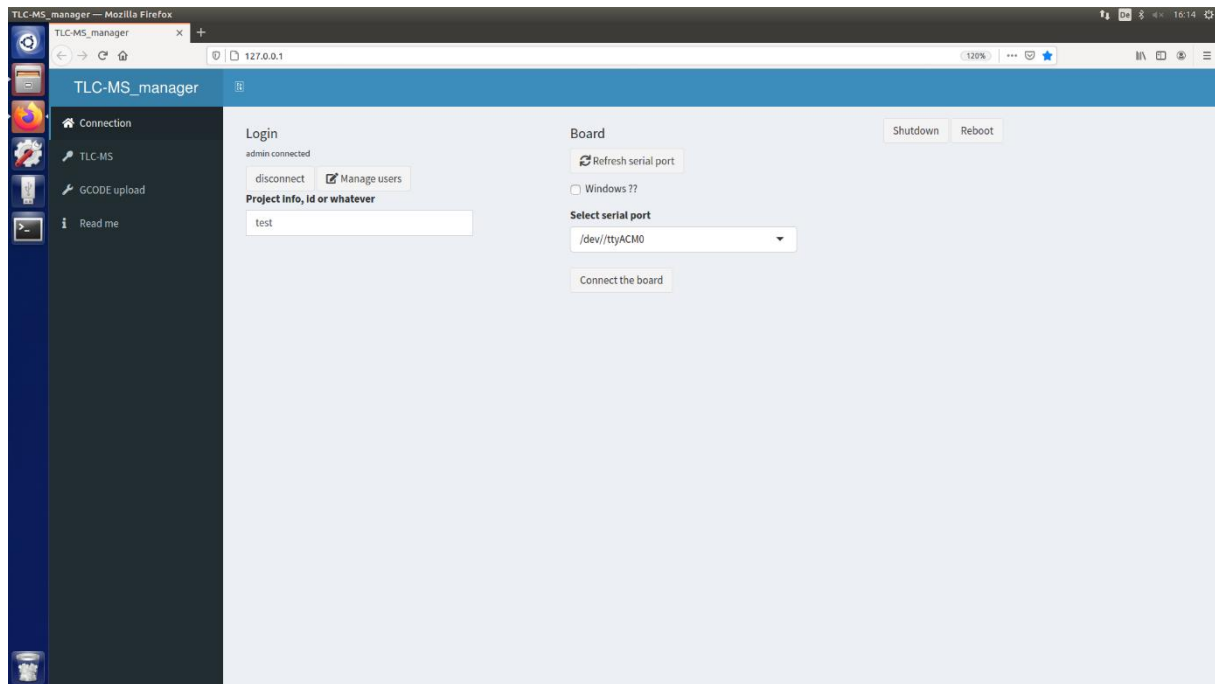 TLC-MS_manager — Mozilla Firefox
De
16:14
TLC-MS_manager
127.0.0.1
120%
TLC-MS_manager
Connection
TLC-MS
GCODE upload
Read me
Login
admin connected
disconnect
Manage users
Project info, id or whatever
test
Board
Refresh serial port
Windows ??
Select serial port
/dev//ttyACM0
Connect the board
Shutdown
Reboot